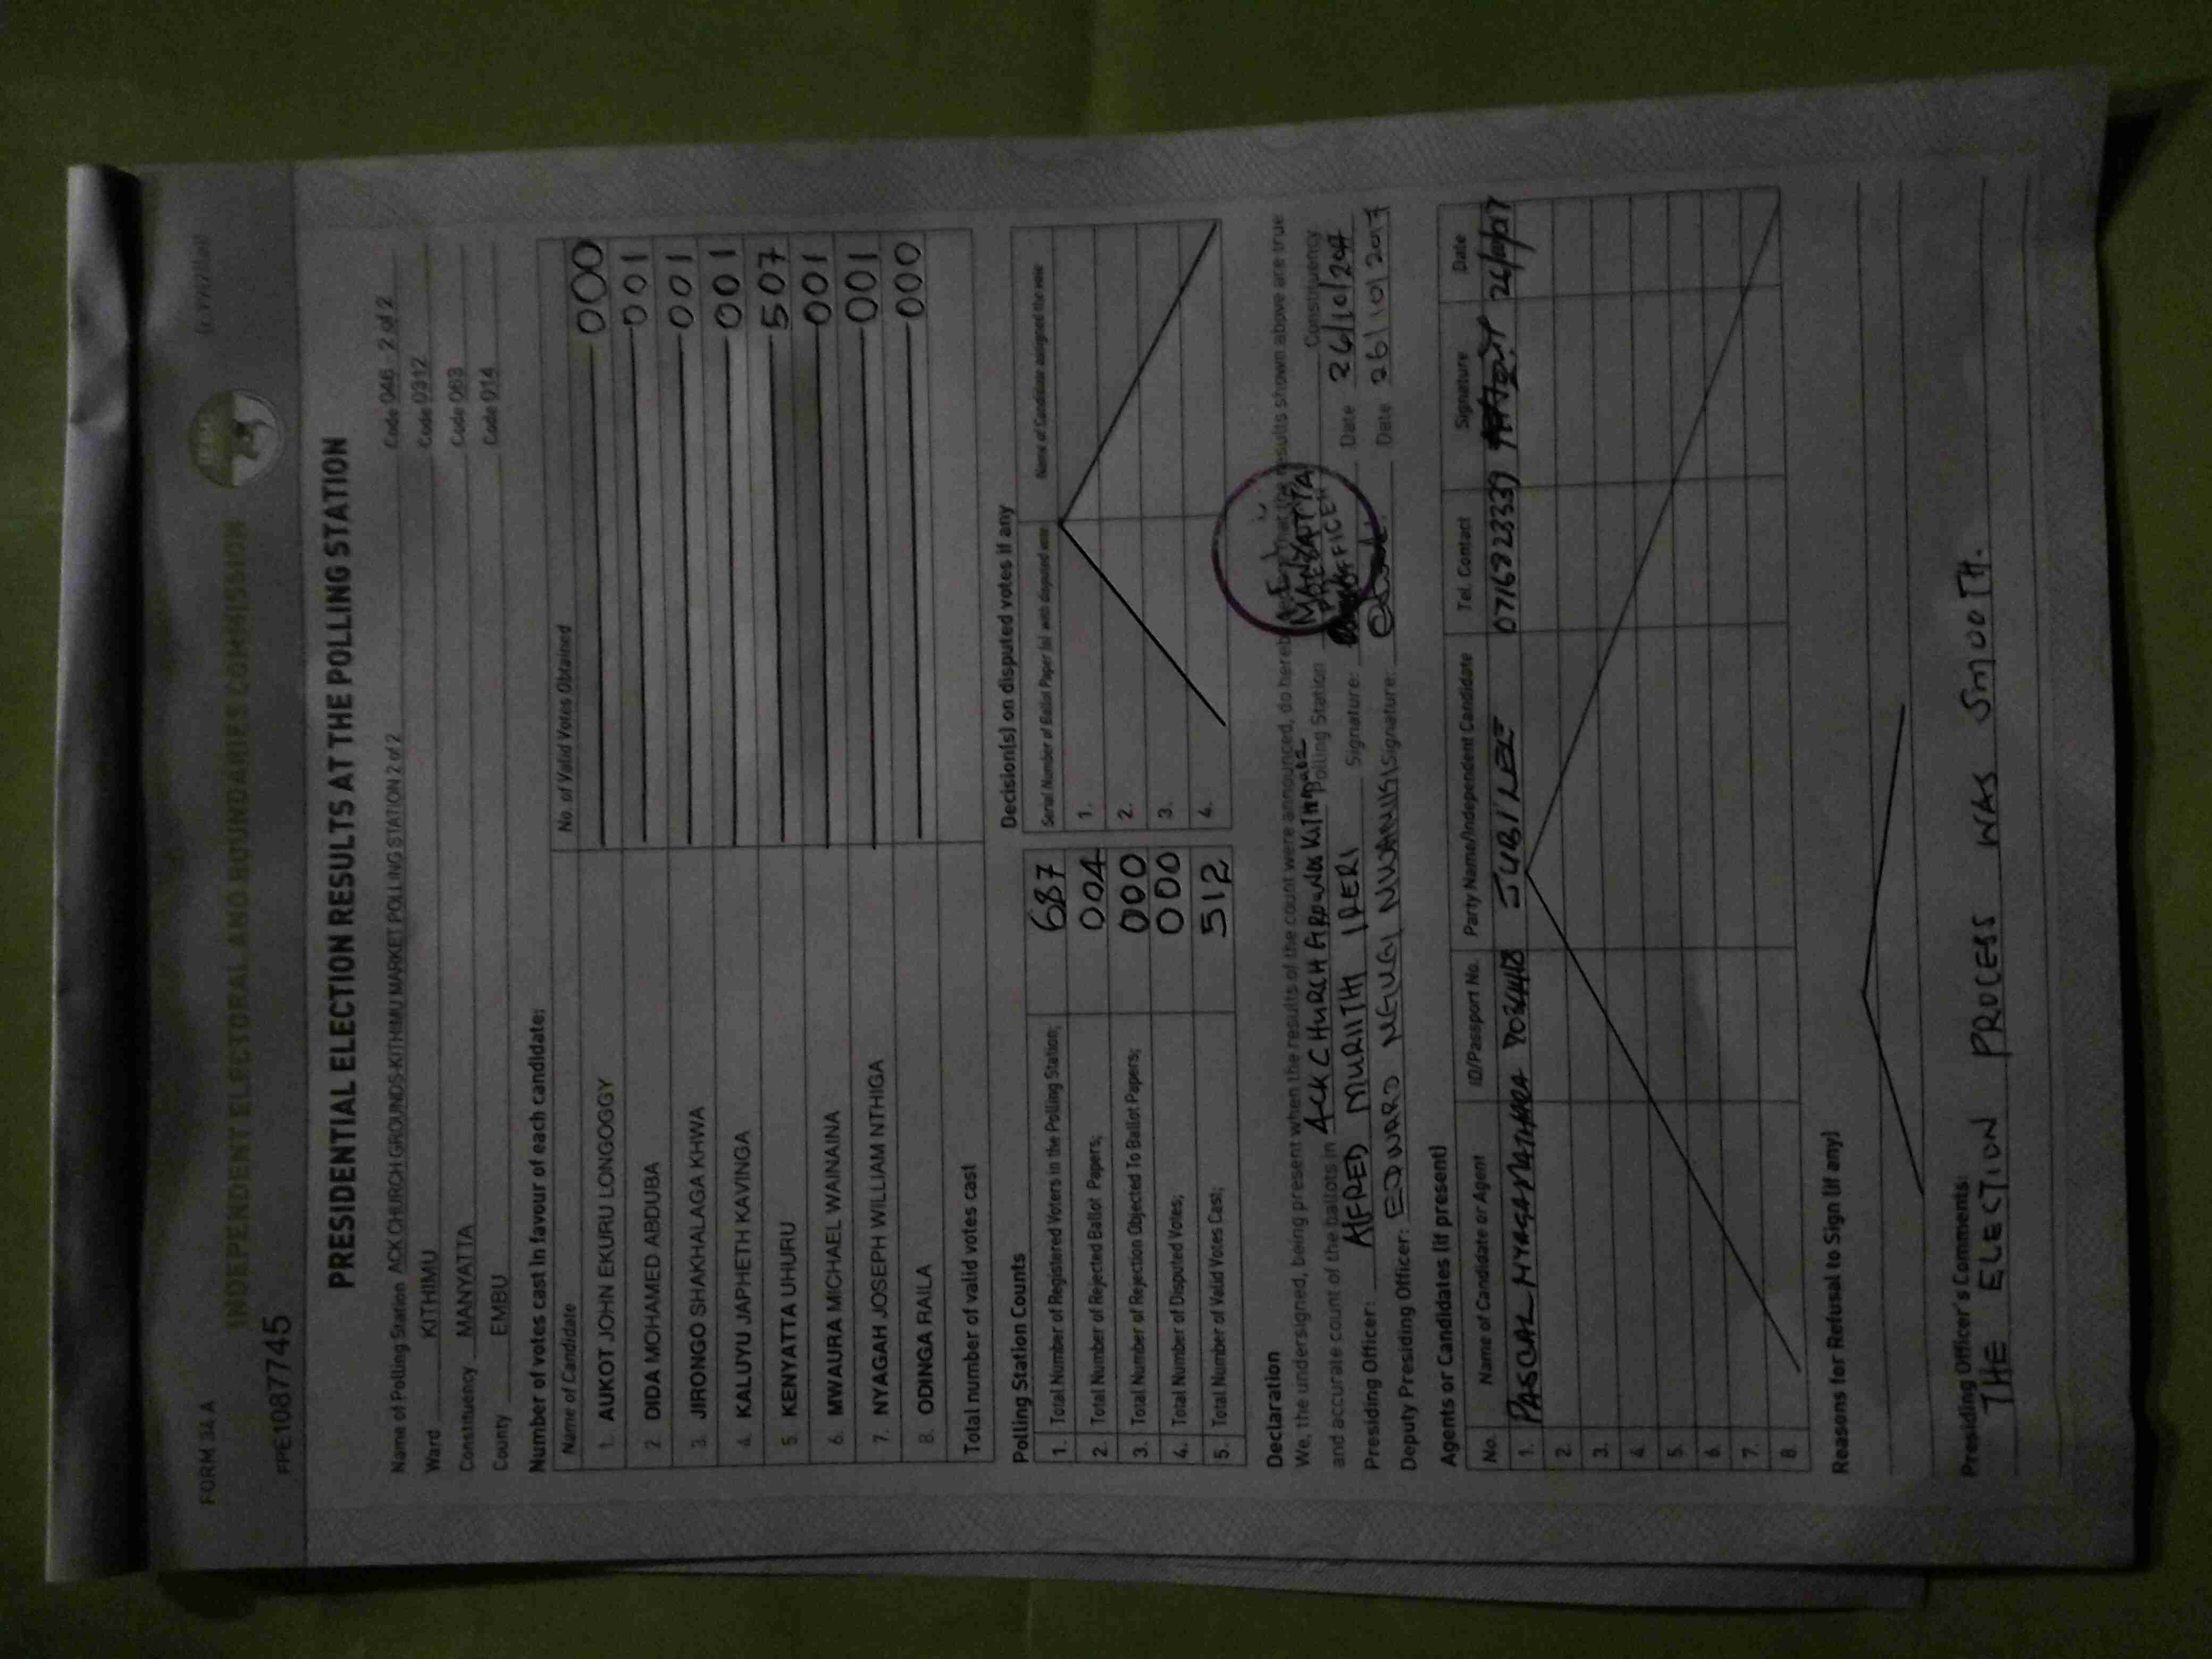 FORM 34 A
INDEPENDENT ELECTORAL AND BOUNDARIES COMMISSION
PPE1087745
PRESIDENTIAL ELECTION RESULTS AT THE POLLING STATION
Name of Polling Station ACK CHURCH GROUNDS-KITHIMU MARKET POLLING STATION 2 of 2 Code 046 2 of 2
Ward KITHIMU Code 0312
Constituency MANYATTA Code 063
County EMBU Code 014
Number of votes cast in favour of each candidate:
Name of Candidate No. of Valid Votes Obtained
1. AUKOT JOHN EKURU LONGOGGY 000
2. DIDA MOHAMED ABDUBA 001
3. JIRONGO SHAKHALAGA KHWA 001
4. KALUYU JAPHETH KAVINGA 001
5. KENYATTA UHURU 507
6. MWAURA MICHAEL WAINAINA 001
7. NYAGAH JOSEPH WILLIAM NTHIGA 001
8. ODINGA RAILA 000
Total number of valid votes cast
Polling Station Counts
1. Total Number of Registered Voters in the Polling Station; 687
2. Total Number of Rejected Ballot Papers; 004
3. Total Number of Rejection Objected To Ballot Papers; 000
4. Total Number of Disputed Votes; 000
5. Total Number of Valid Votes Cast; 512
Decision(s) on disputed votes if any
Serial Number of Ballot Paper (s) with disputed vote Name of Candidate assigned the vote
1.
2.
3.
4.
Declaration
We, the undersigned, being present when the results of the count were announced, do hereby that the results shown above are true
and accurate count of the ballots in ACK CHURCH GROUNDS Polling Station MANYATTA Constituency
Presiding Officer: ALFRED MURIITHI IRERI Signature: Date 26/10/2017
Deputy Presiding Officer: EDWARD NGUGI Signature: Date 26/10/2017
OFFICER
Agents or Candidates (if present)
No. Name of Candidate or Agent ID/Passport No. Party Name/Independent Candidate Tel. Contact Signature Date
1. PASCAL JUBILEE 26/10/17
2.
3.
4.
5.
6.
7.
8.
Reasons for Refusal to Sign (if any)
Presiding Officer's Comments:
THE ELECTION PROCESS WAS SMOOTH.